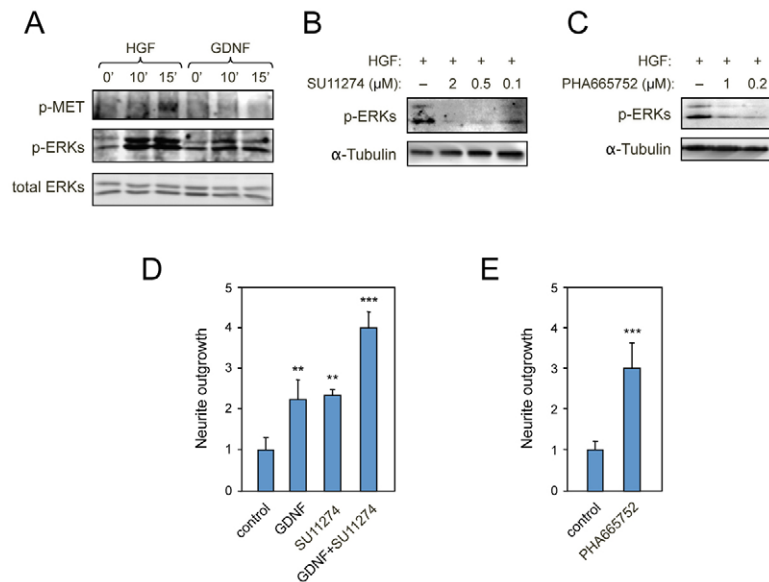 A
HGF GDNF
0' 10' 15' 0' 10' 15'
p-MET
p-ERKs
total ERKs
B
HGF: + + + +
SU11274 (μM): – 2 0.5 0.1
p-ERKs
α-Tubulin
C
HGF: + + +
PHA665752 (μM): – 1 0.2
p-ERKs
α-Tubulin
D
Neurite outgrowth
5
4
3
2
1
0
** ** ***
control GDNF SU11274 GDNF+SU11274
E
Neurite outgrowth
5
4
3
2
1
0
***
control PHA665752